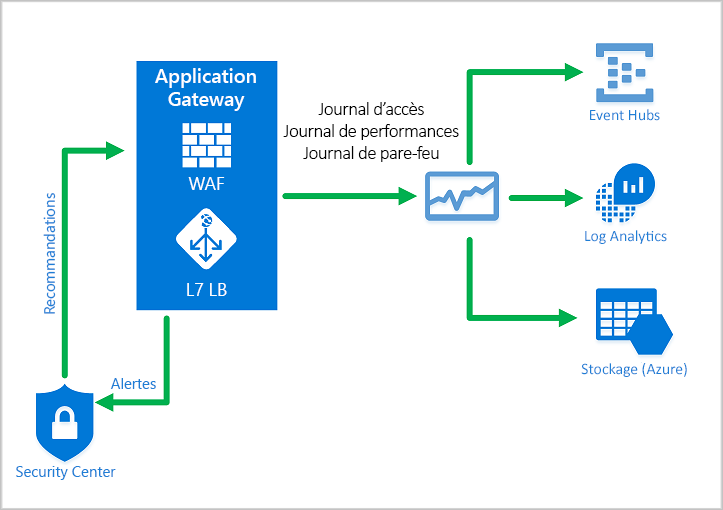 Application
Gateway
WAF
L7 LB
Journal d’accès
Journal de performances
Journal de pare-feu
Event Hubs
Log Analytics
Stockage (Azure)
Recommandations
Alertes
Security Center